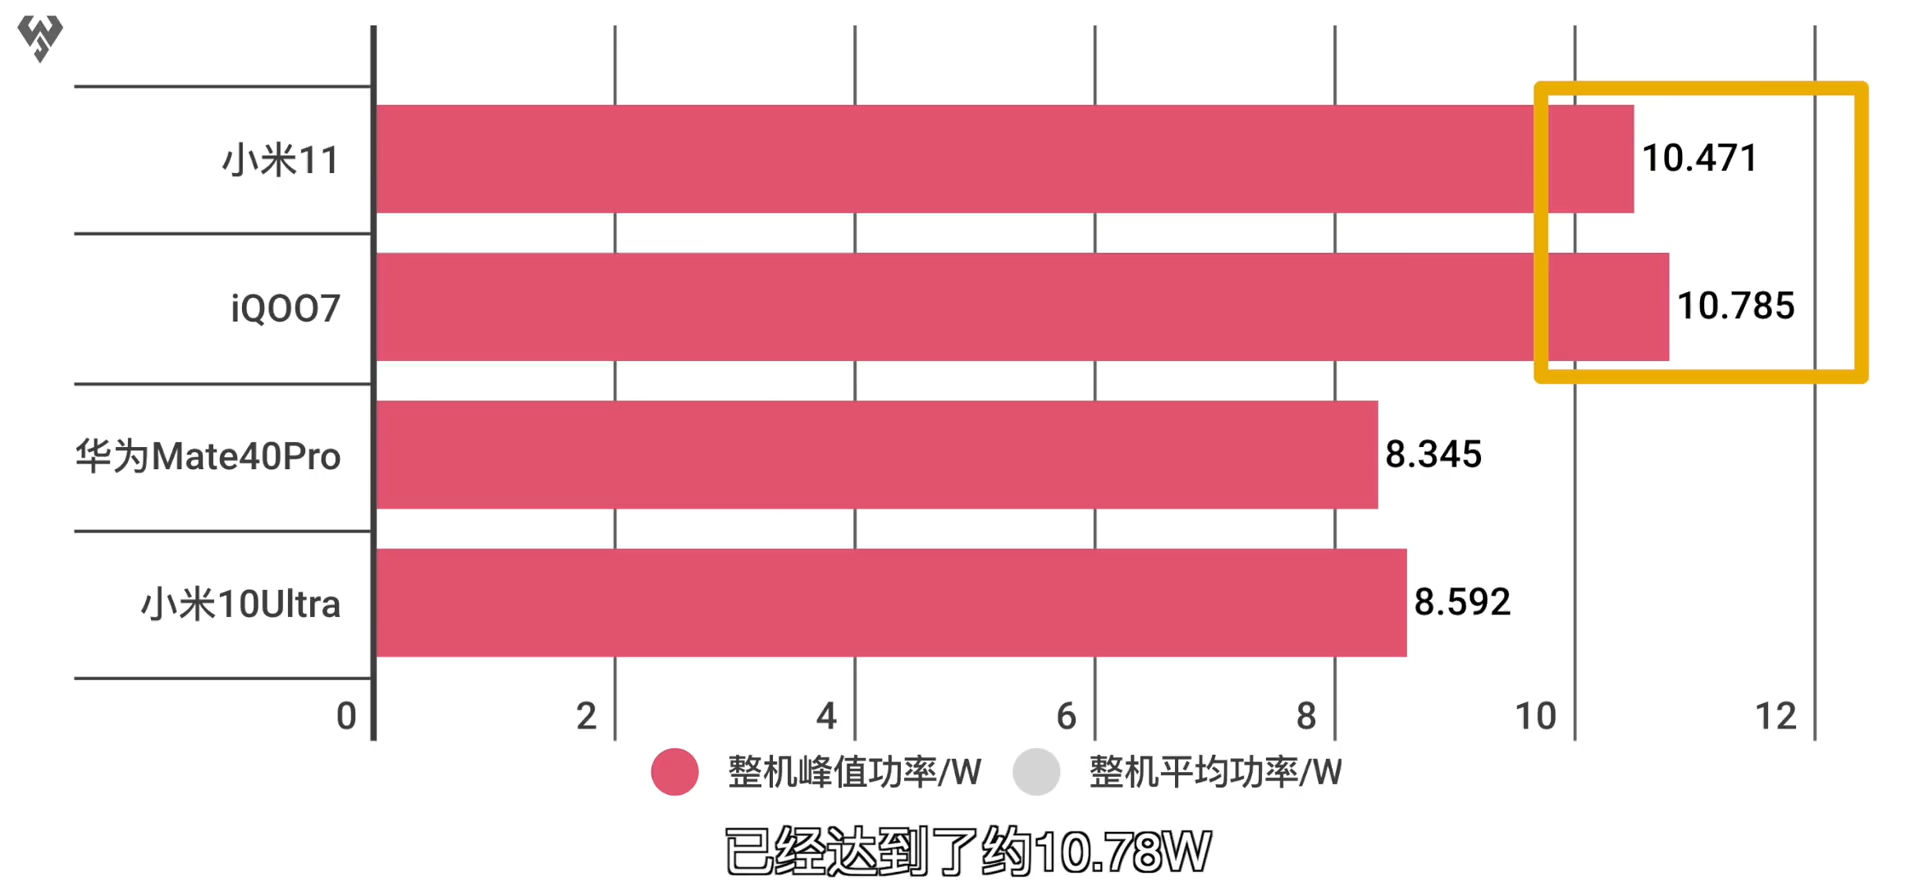 小米11
10.471
iQOO7
10.785
华为Mate40Pro
8.345
小米10Ultra
8.592
0 2 4 6 8 10 12
整机峰值功率/W 整机平均功率/W
已经达到了约10.78W